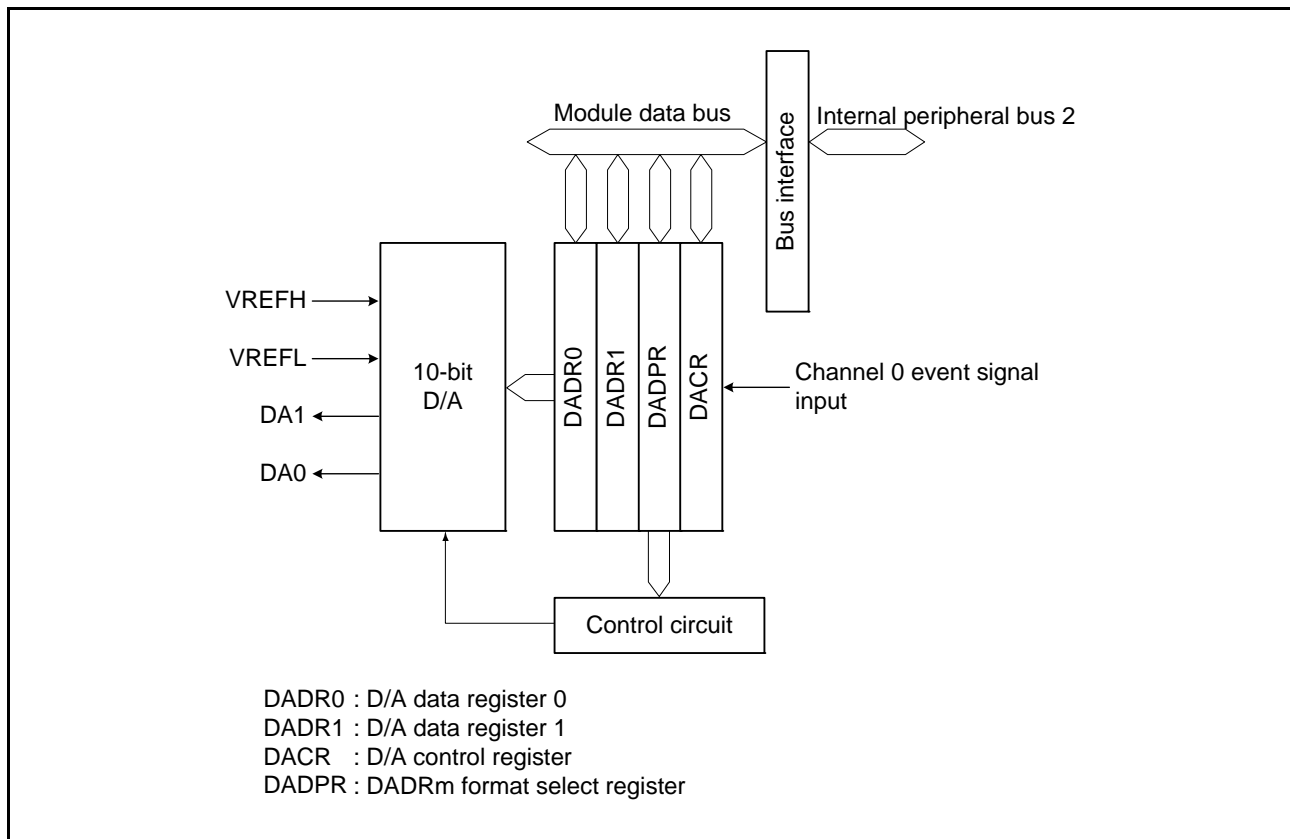 Module data bus
Internal peripheral bus 2
Bus interface
VREFH
VREFL
DA1
DA0
10-bit
D/A
DADR0
DADR1
DADPR
DACR
Channel 0 event signal
input
Control circuit
DADR0 : D/A data register 0
DADR1 : D/A data register 1
DACR : D/A control register
DADPR : DADRm format select register